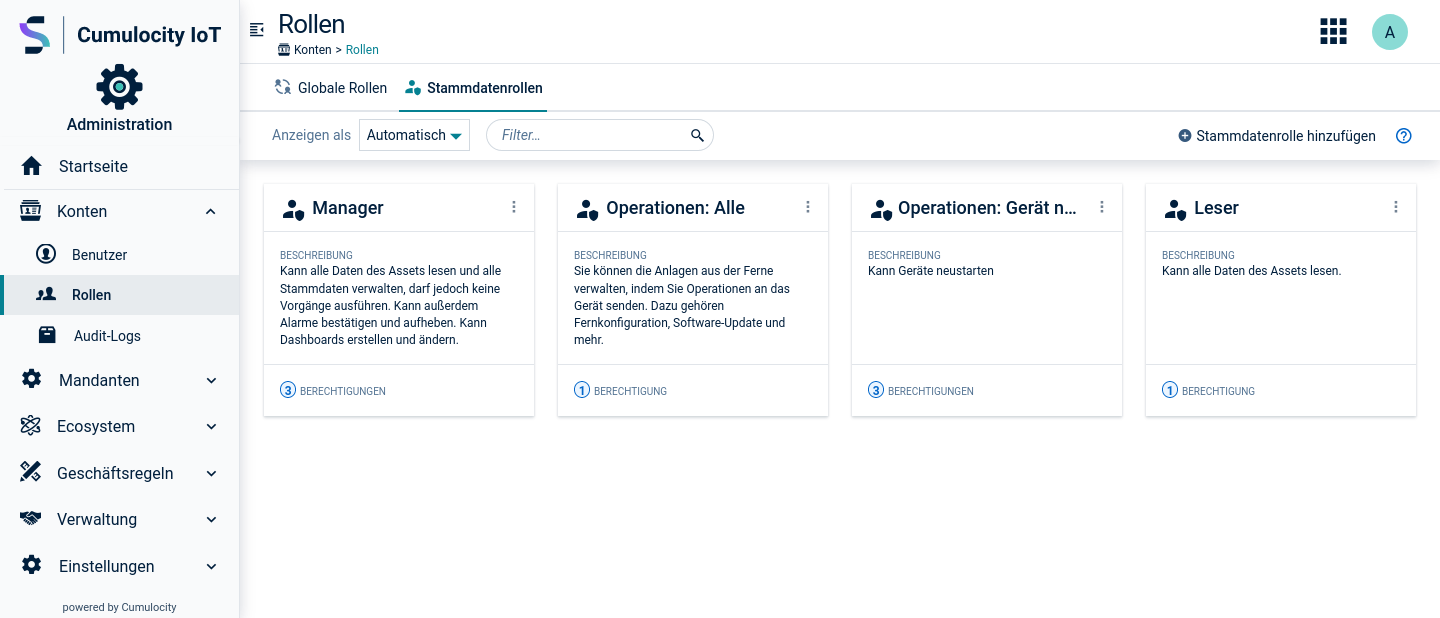 Cumulocity IoT
Administration
Startseite
Konten
Benutzer
Rollen
Audit-Logs
Mandanten
Ecosystem
Geschäftsregeln
Verwaltung
Einstellungen
powered by Cumulocity
Rollen
Konten > Rollen
A
Globale Rollen
Stammdatenrollen
Anzeigen als
Automatisch
Filter...
Stammdatenrolle hinzufügen
Manager
BESCHREIBUNG
Kann alle Daten des Assets lesen und alle
Stammdaten verwalten, darf jedoch keine
Vorgänge ausführen. Kann außerdem
Alarme bestätigen und aufheben. Kann
Dashboards erstellen und ändern.
3 BERECHTIGUNGEN
Operationen: Alle
BESCHREIBUNG
Sie können die Anlagen aus der Ferne
verwalten, indem Sie Operationen an das
Gerät senden. Dazu gehören
Fernkonfiguration, Software-Update und
mehr.
1 BERECHTIGUNG
Operationen: Gerät n...
BESCHREIBUNG
Kann Geräte neustarten
3 BERECHTIGUNGEN
Leser
BESCHREIBUNG
Kann alle Daten des Assets lesen.
1 BERECHTIGUNG